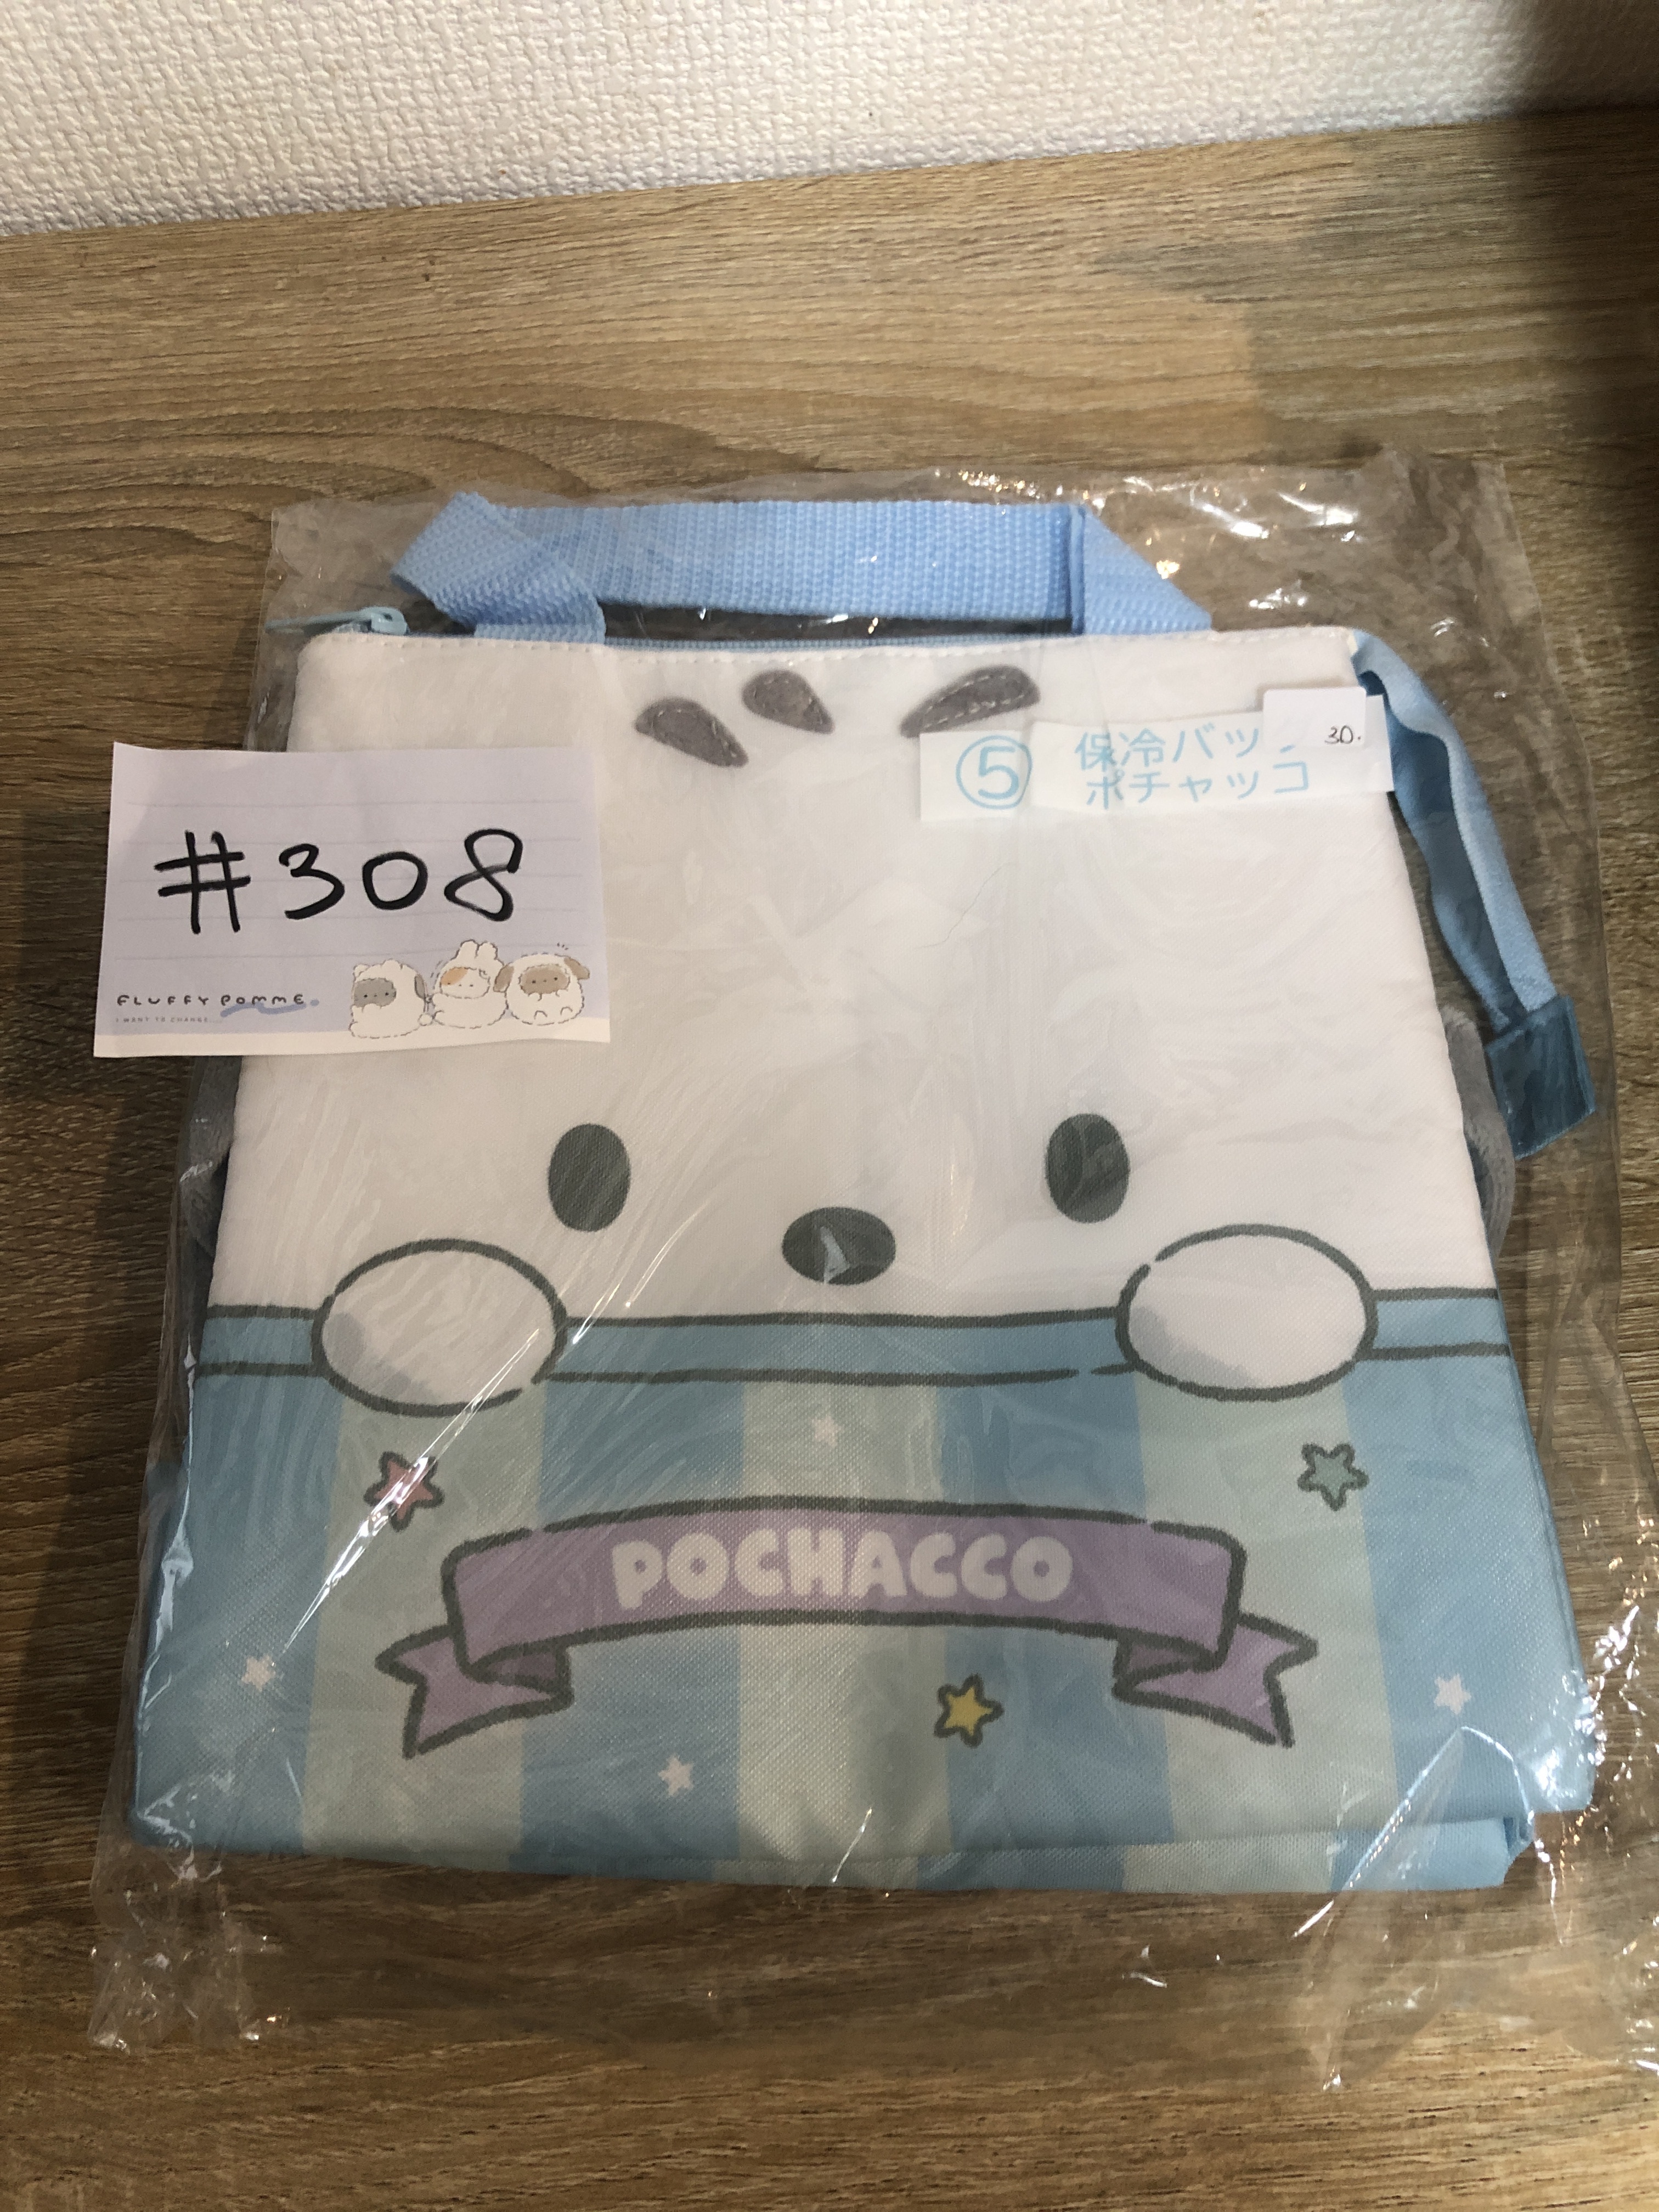 ⑤ 保冷バッ
ポチャッコ
30.
#308
FLUFFY POMME.
I WANT TO CHANGE...
POCHACCO